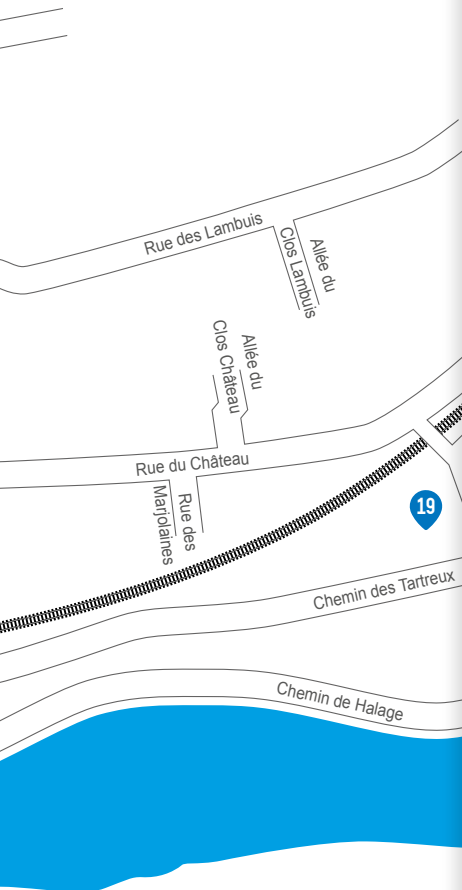 Rue des Lambuis
Allée du
Clos Lambuis
Allée du
Clos Château
Rue du Château
Rue des
Marjolaines
19
Chemin des Tartreux
Chemin de Halage